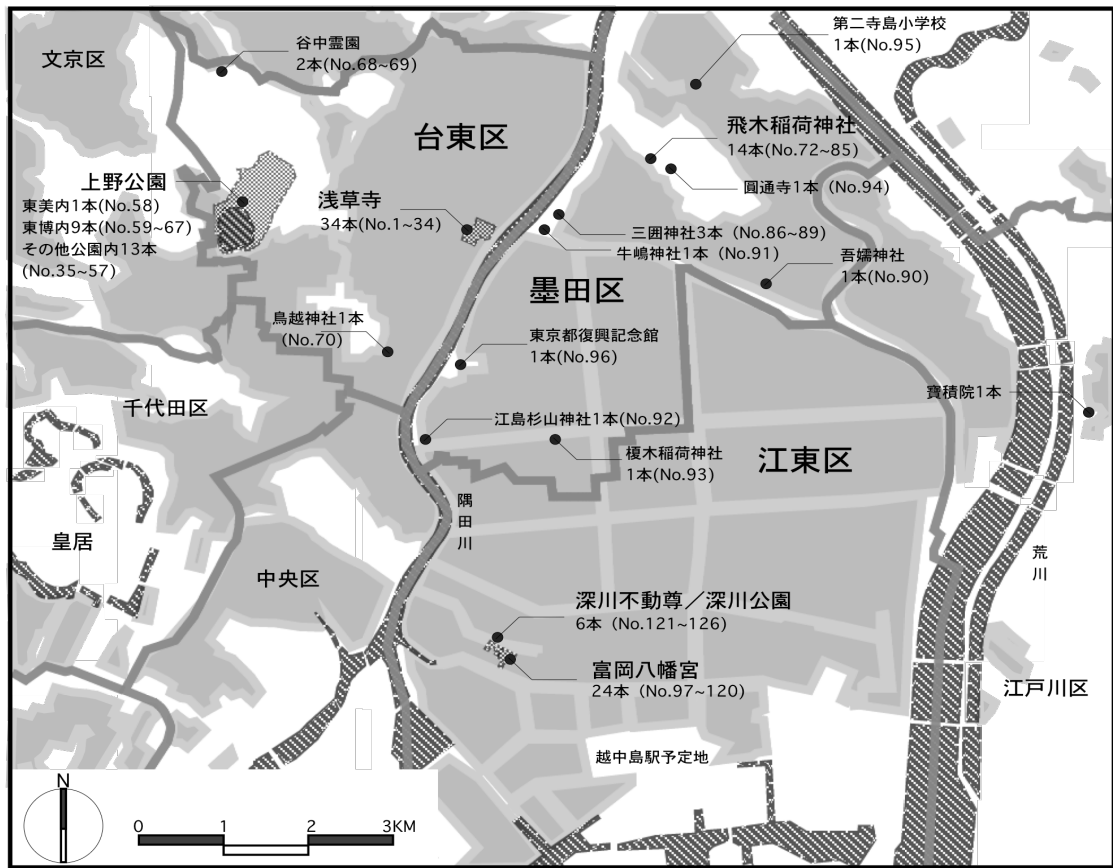 文京区
谷中霊園
2本(No.68~69)
第二寺島小学校
1本(No.95)
台東区
飛木稲荷神社
14本(No.72~85)
圓通寺1本（No.94)
上野公園
東美内1本(No.58)
東博内9本(No.59~67)
その他公園内13本
(No.35~57)
浅草寺
34本(No.1~34)
三囲神社3本（No.86~89)
牛嶋神社1本（No.91)
吾嬬神社
1本(No.90)
墨田区
鳥越神社1本
(No.70)
東京都復興記念館
1本(No.96)
千代田区
寶積院1本
江島杉山神社1本(No.92)
榎木稲荷神社
1本(No.93)
江東区
隅田川
皇居
荒川
中央区
深川不動尊／深川公園
6本（No.121~126)
富岡八幡宮
24本（No.97~120)
江戸川区
越中島駅予定地
N
0 1 2 3KM